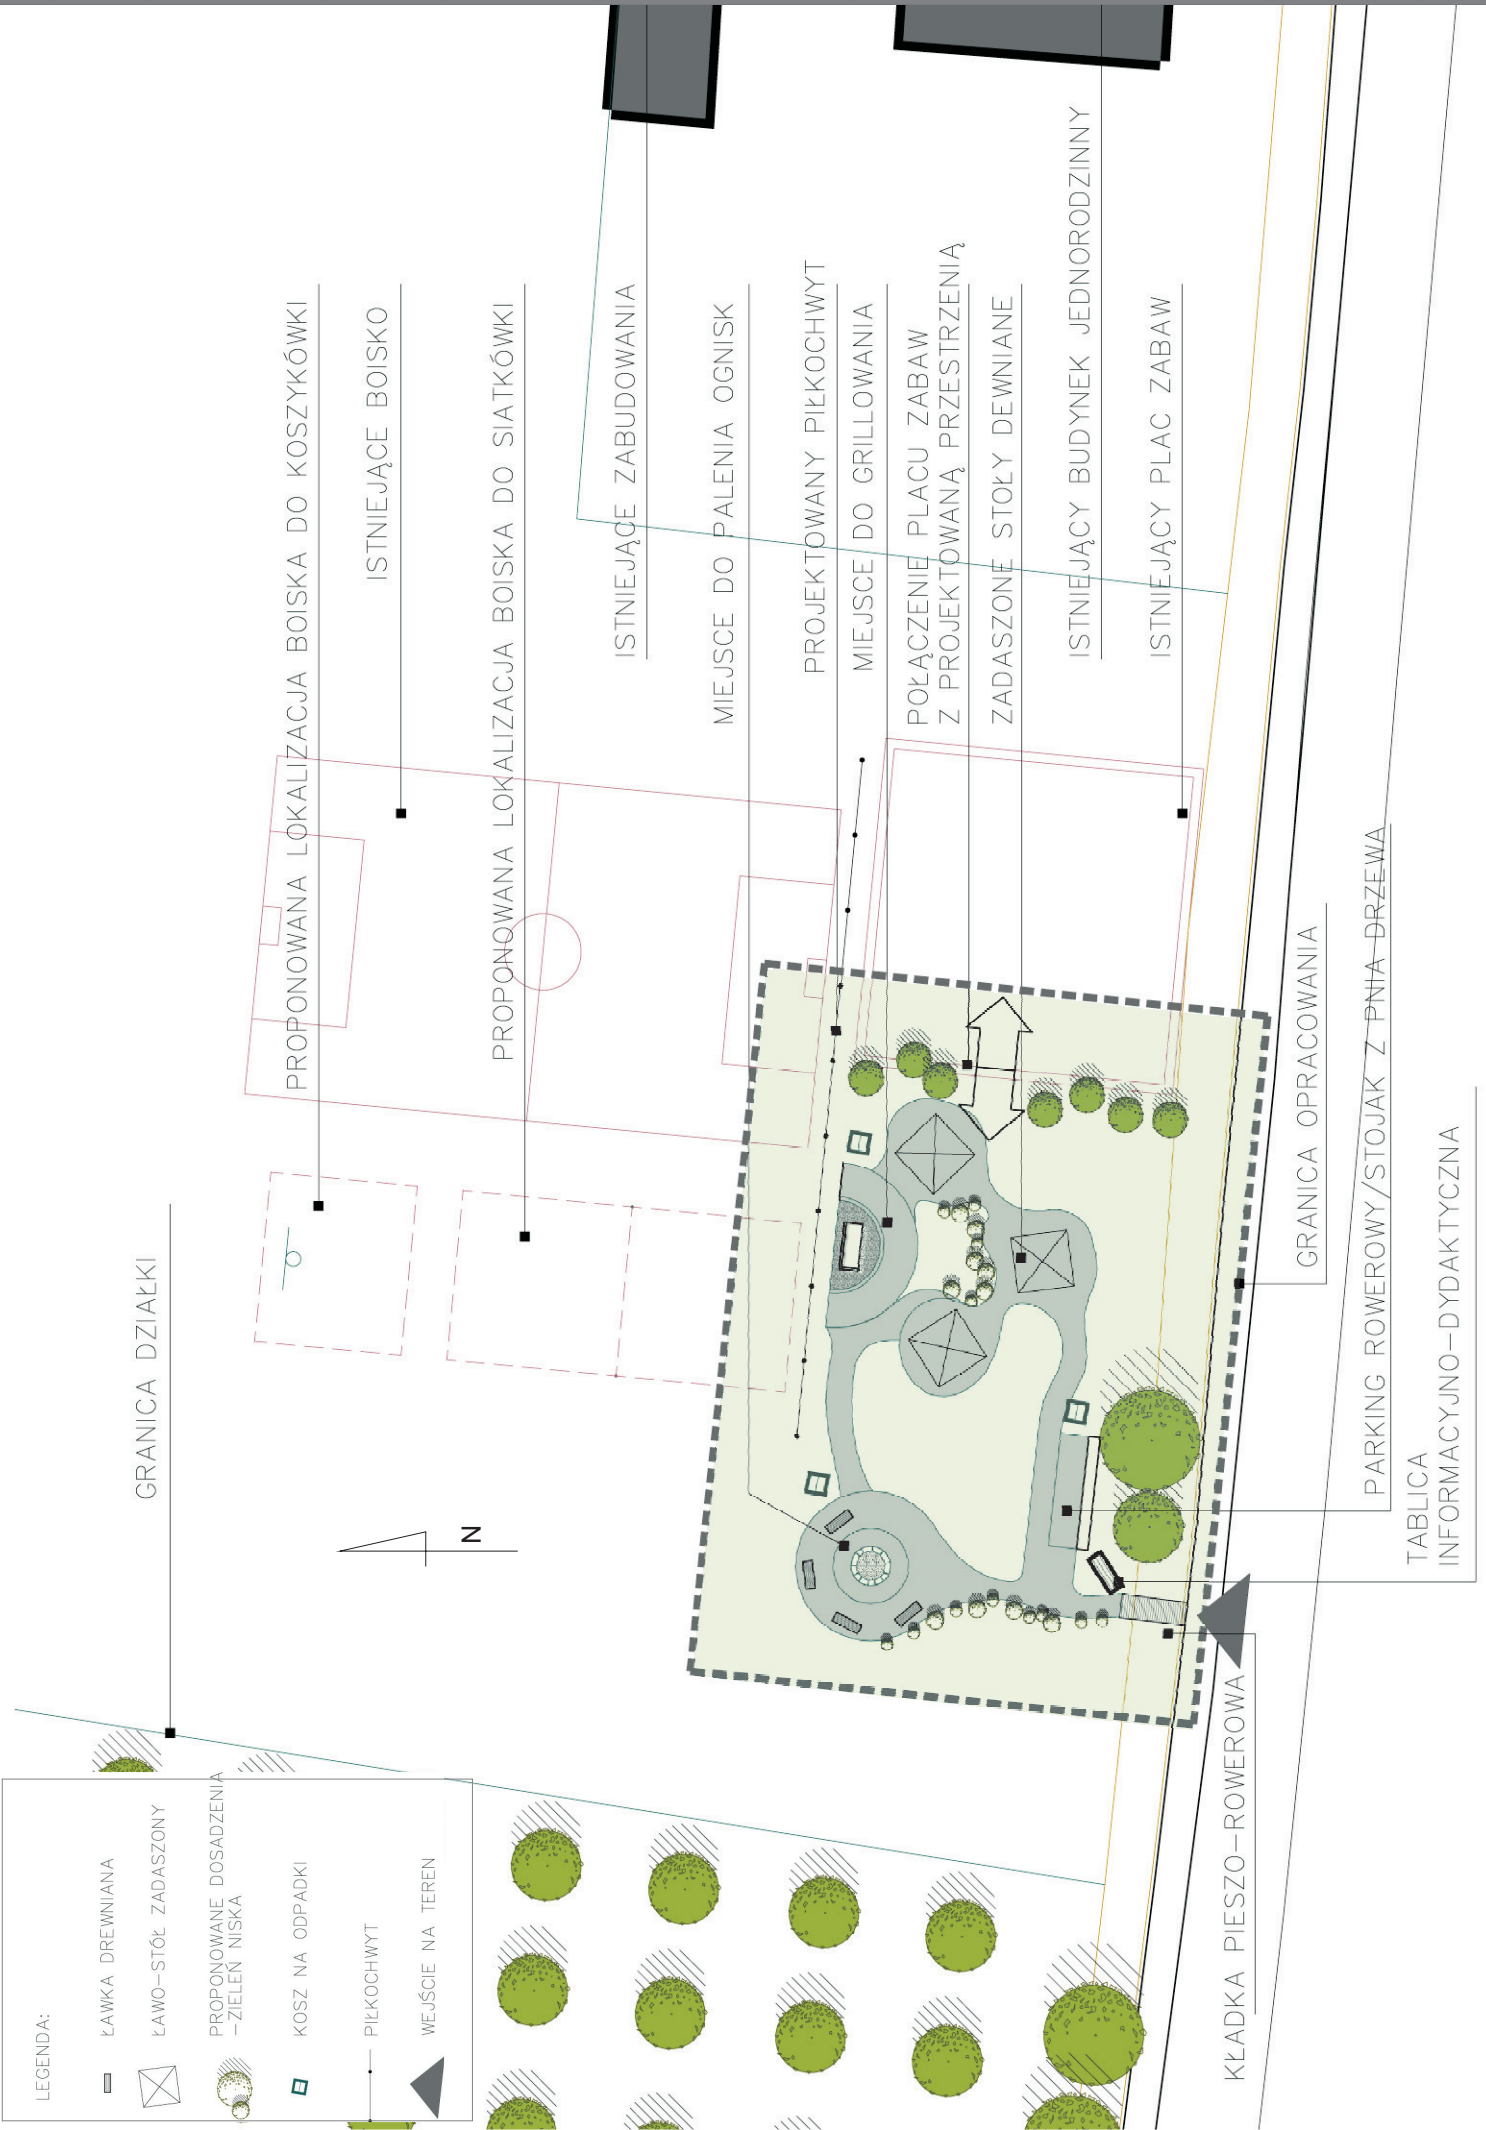 PROPONOWANA LOKALIZACJA BOISKA DO KOSZYKÓWKI
ISTNIEJĄCE BOISKO
PROPONOWANA LOKALIZACJA BOISKA DO SIATKÓWKI
ISTNIEJĄCE ZABUDOWANIA
MIEJSCE DO PALENIA OGNISK
PROJEKTOWANY PIŁKOCHWYT
MIEJSCE DO GRILLOWANIA
POŁĄCZENIE PLACU ZABAW
Z PROJEKTOWANĄ PRZESTRZENIĄ
ZADASZONE STOŁY DEWNIANE
ISTNIEJĄCY BUDYNEK JEDNORODZINNY
ISTNIEJĄCY PLAC ZABAW
GRANICA DZIAŁKI
N
GRANICA OPRACOWANIA
PARKING ROWEROWY/STOJAK Z PNIA DRZEWA
TABLICA
INFORMACYJNO-DYDAKTYCZNA
KŁADKA PIESZO-ROWEROWA
LEGENDA:
ŁAWKA DREWNIANA
ŁAWO-STÓŁ ZADASZONY
PROPONOWANE DOSADZENIA
-ZIELEŃ NISKA
KOSZ NA ODPADKI
PIŁKOCHWYT
WEJŚCIE NA TEREN